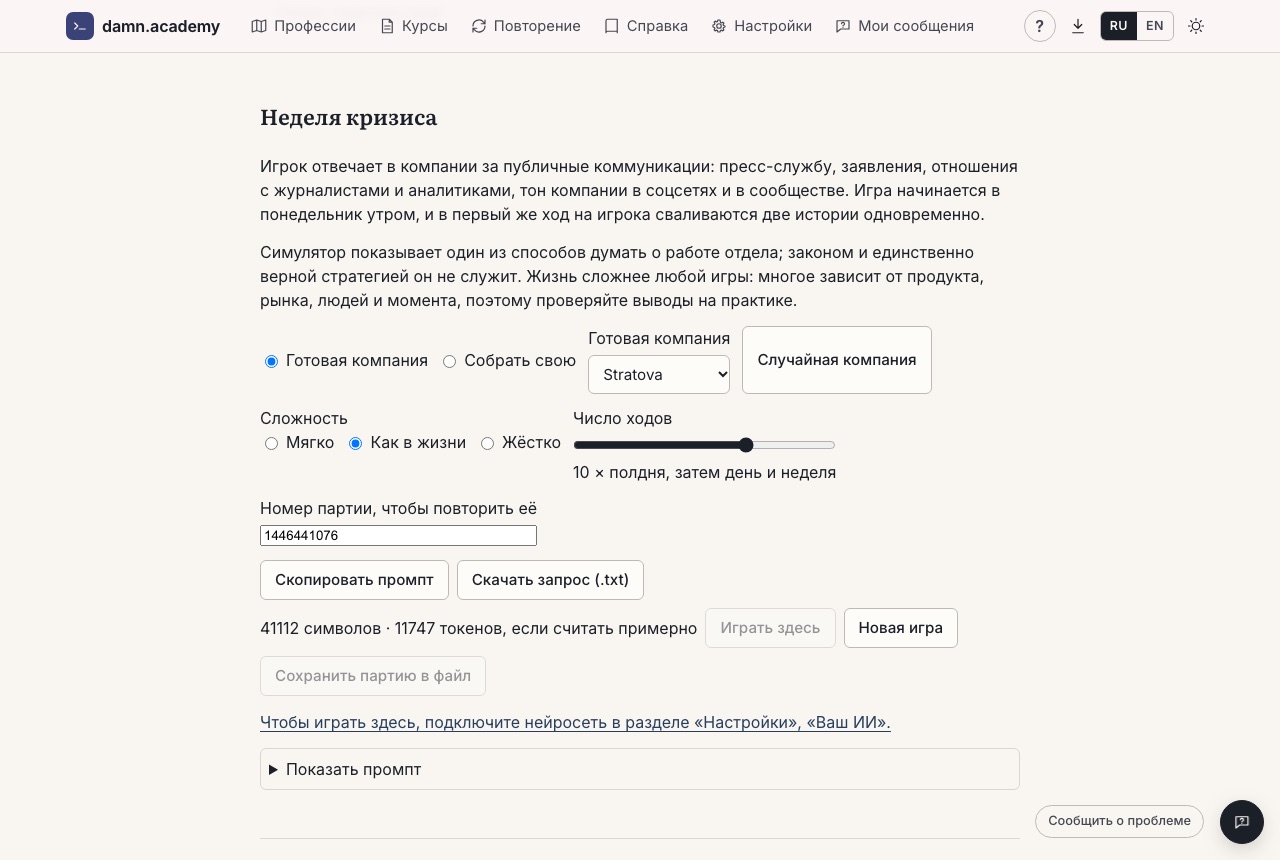 damn.academy
Профессии
Курсы
Повторение
Справка
Настройки
Мои сообщения
?
RU
EN
Неделя кризиса
Игрок отвечает в компании за публичные коммуникации: пресс-службу, заявления, отношения
с журналистами и аналитиками, тон компании в соцсетях и в сообществе. Игра начинается в
понедельник утром, и в первый же ход на игрока сваливаются две истории одновременно.
Симулятор показывает один из способов думать о работе отдела; законом и единственно
верной стратегией он не служит. Жизнь сложнее любой игры: многое зависит от продукта,
рынка, людей и момента, поэтому проверяйте выводы на практике.
Готовая компания
Собрать свою
Готовая компания
Stratova
Случайная компания
Сложность
Мягко
Как в жизни
Жёстко
Число ходов
10 × полдня, затем день и неделя
Номер партии, чтобы повторить её
1446441076
Скопировать промпт
Скачать запрос (.txt)
41112 символов · 11747 токенов, если считать примерно
Играть здесь
Новая игра
Сохранить партию в файл
Чтобы играть здесь, подключите нейросеть в разделе «Настройки», «Ваш ИИ».
Показать промпт
Сообщить о проблеме